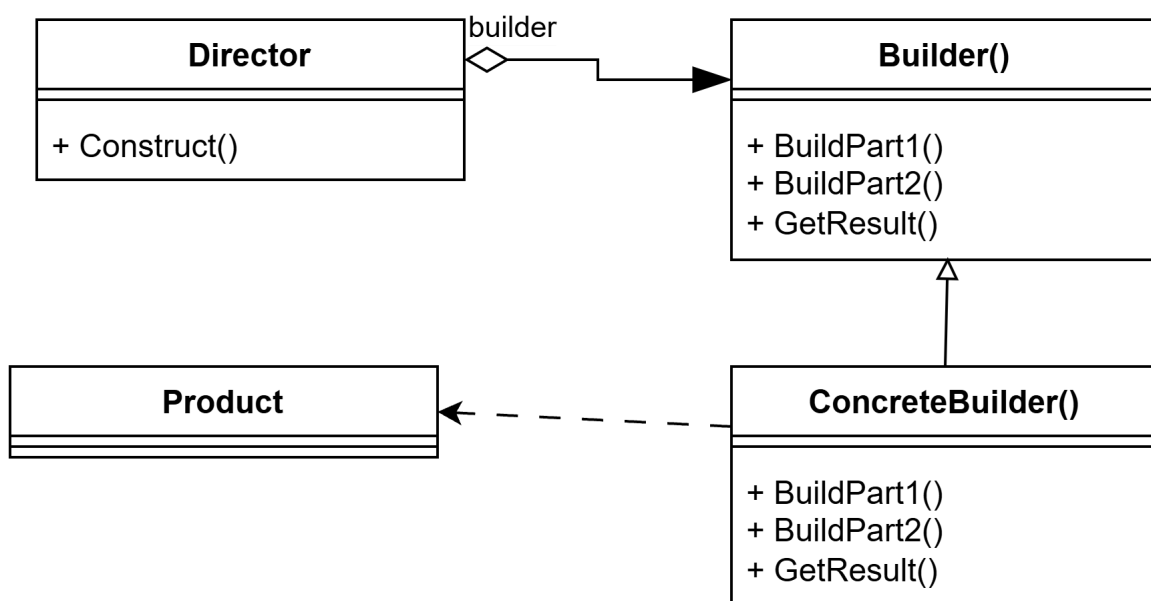 builder
Director
+ Construct()
Builder()
+ BuildPart1()
+ BuildPart2()
+ GetResult()
Product
ConcreteBuilder()
+ BuildPart1()
+ BuildPart2()
+ GetResult()